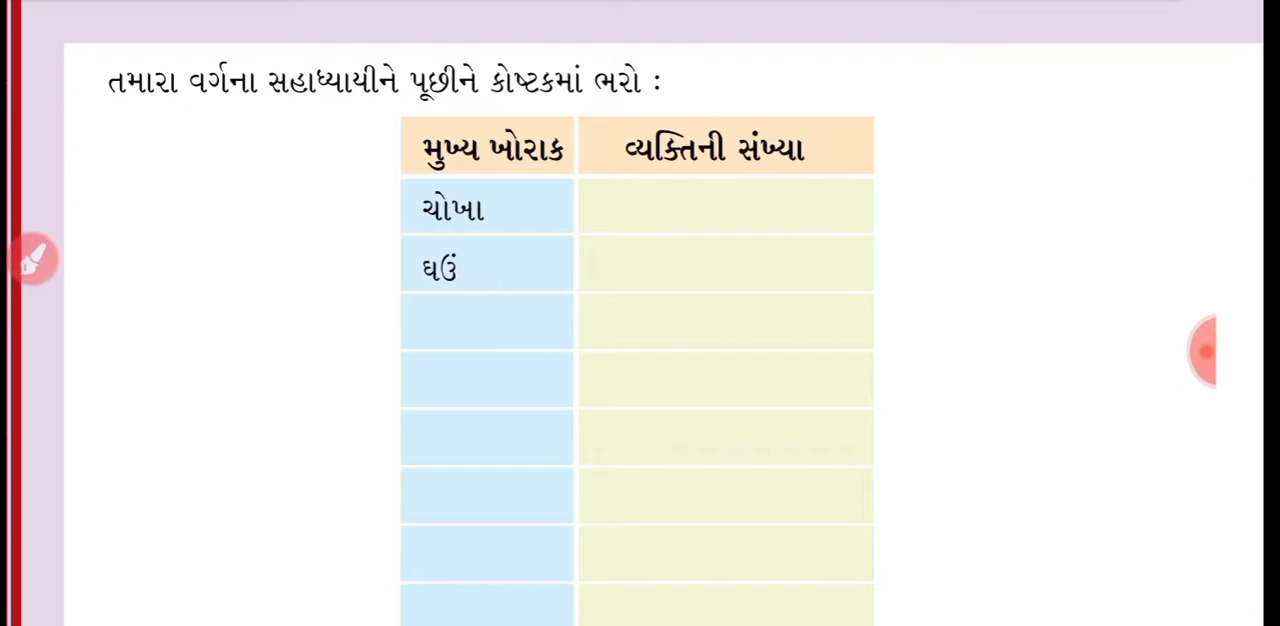 તમારા વર્ગના સહાધ્યાયીને પૂછીને કોષ્ટકમાં ભરો :
મુખ્ય ખોરાક વ્યક્તિની સંખ્યા
ચોખા
ઘઉં